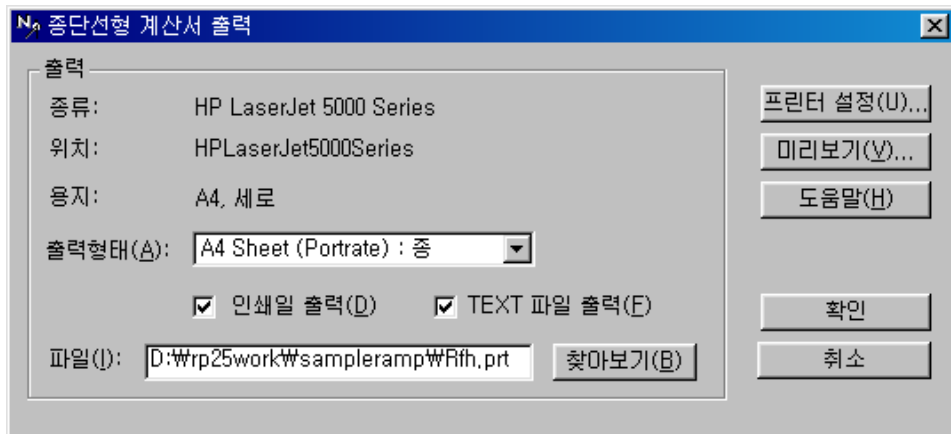 종단선형 계산서 출력
출력
종류: HP LaserJet 5000 Series
프린터 설정(U)...
위치: HPLaserJet5000Series
미리보기(V)...
용지: A4, 세로
도움말(H)
출력형태(A): A4 Sheet (Portrate) : 종
인쇄일 출력(D) TEXT 파일 출력(F)
확인
파일(I): D:₩rp25work₩sampleramp₩Rfh.prt 찾아보기(B)
취소